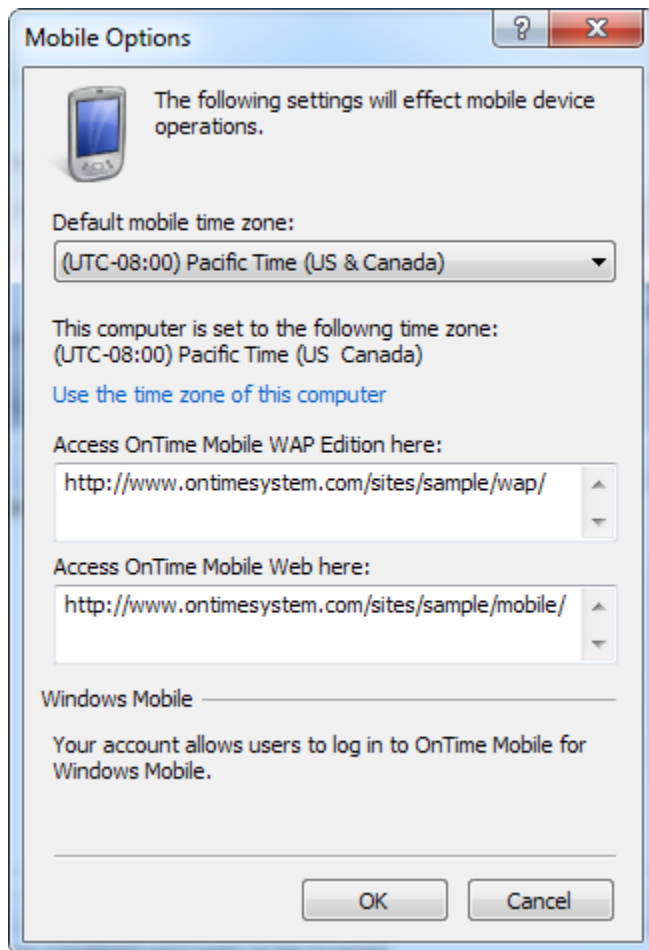 Mobile Options
The following settings will effect mobile device
operations.
Default mobile time zone:
(UTC-08:00) Pacific Time (US & Canada)
This computer is set to the followng time zone:
(UTC-08:00) Pacific Time (US  Canada)
Use the time zone of this computer
Access OnTime Mobile WAP Edition here:
http://www.ontimesystem.com/sites/sample/wap/
Access OnTime Mobile Web here:
http://www.ontimesystem.com/sites/sample/mobile/
Windows Mobile
Your account allows users to log in to OnTime Mobile for
Windows Mobile.
OK Cancel